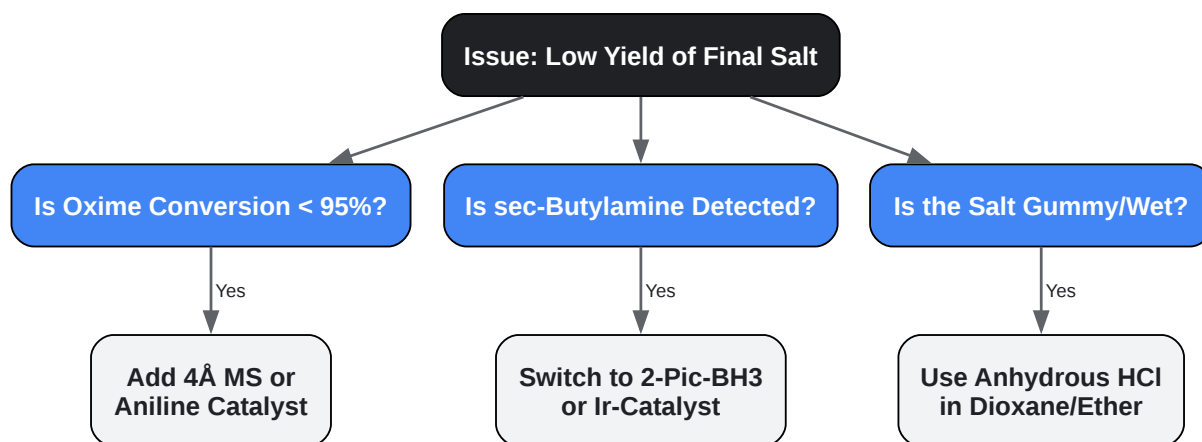 Issue: Low Yield of Final Salt
Is Oxime Conversion < 95%?
Is sec-Butylamine Detected?
Is the Salt Gummy/Wet?
Yes
Yes
Yes
Add 4Å MS or
Aniline Catalyst
Switch to 2-Pic-BH3
or Ir-Catalyst
Use Anhydrous HCl
in Dioxane/Ether